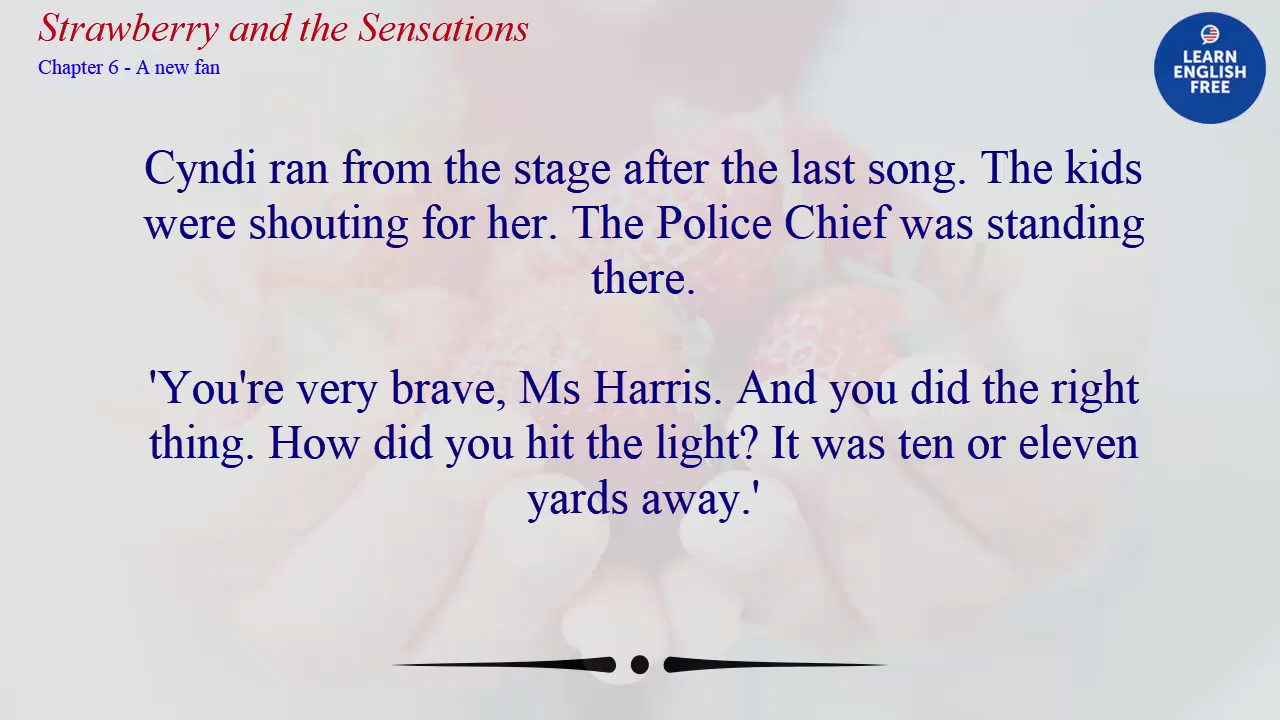 Strawberry and the Sensations
Chapter 6 - A new fan
LEARN
ENGLISH
FREE
Cyndi ran from the stage after the last song. The kids
were shouting for her. The Police Chief was standing
there.
'You're very brave, Ms Harris. And you did the right
thing. How did you hit the light? It was ten or eleven
yards away.'